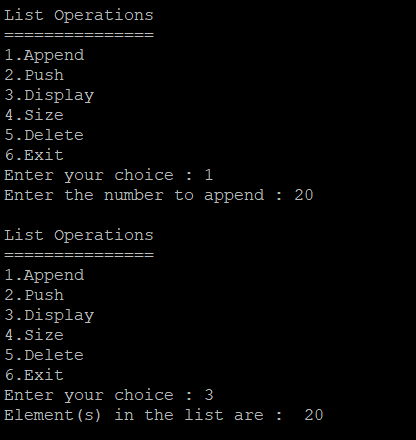 List Operations
===============
1.Append
2.Push
3.Display
4.Size
5.Delete
6.Exit
Enter your choice : 1
Enter the number to append : 20
List Operations
===============
1.Append
2.Push
3.Display
4.Size
5.Delete
6.Exit
Enter your choice : 3
Element(s) in the list are :  20